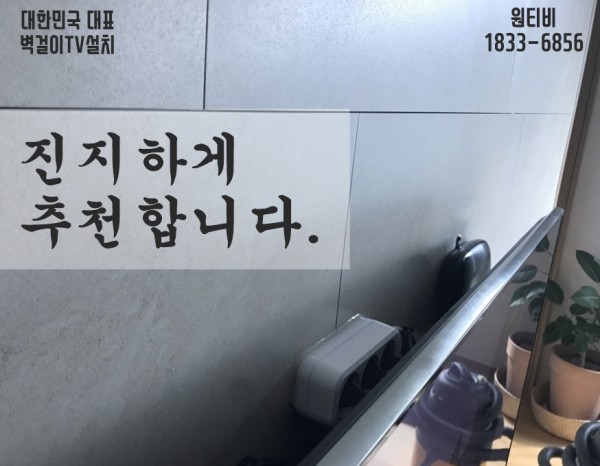 대한민국 대표
벽걸이TV설치
원티비
1833-6856
진지하게
추천합니다.